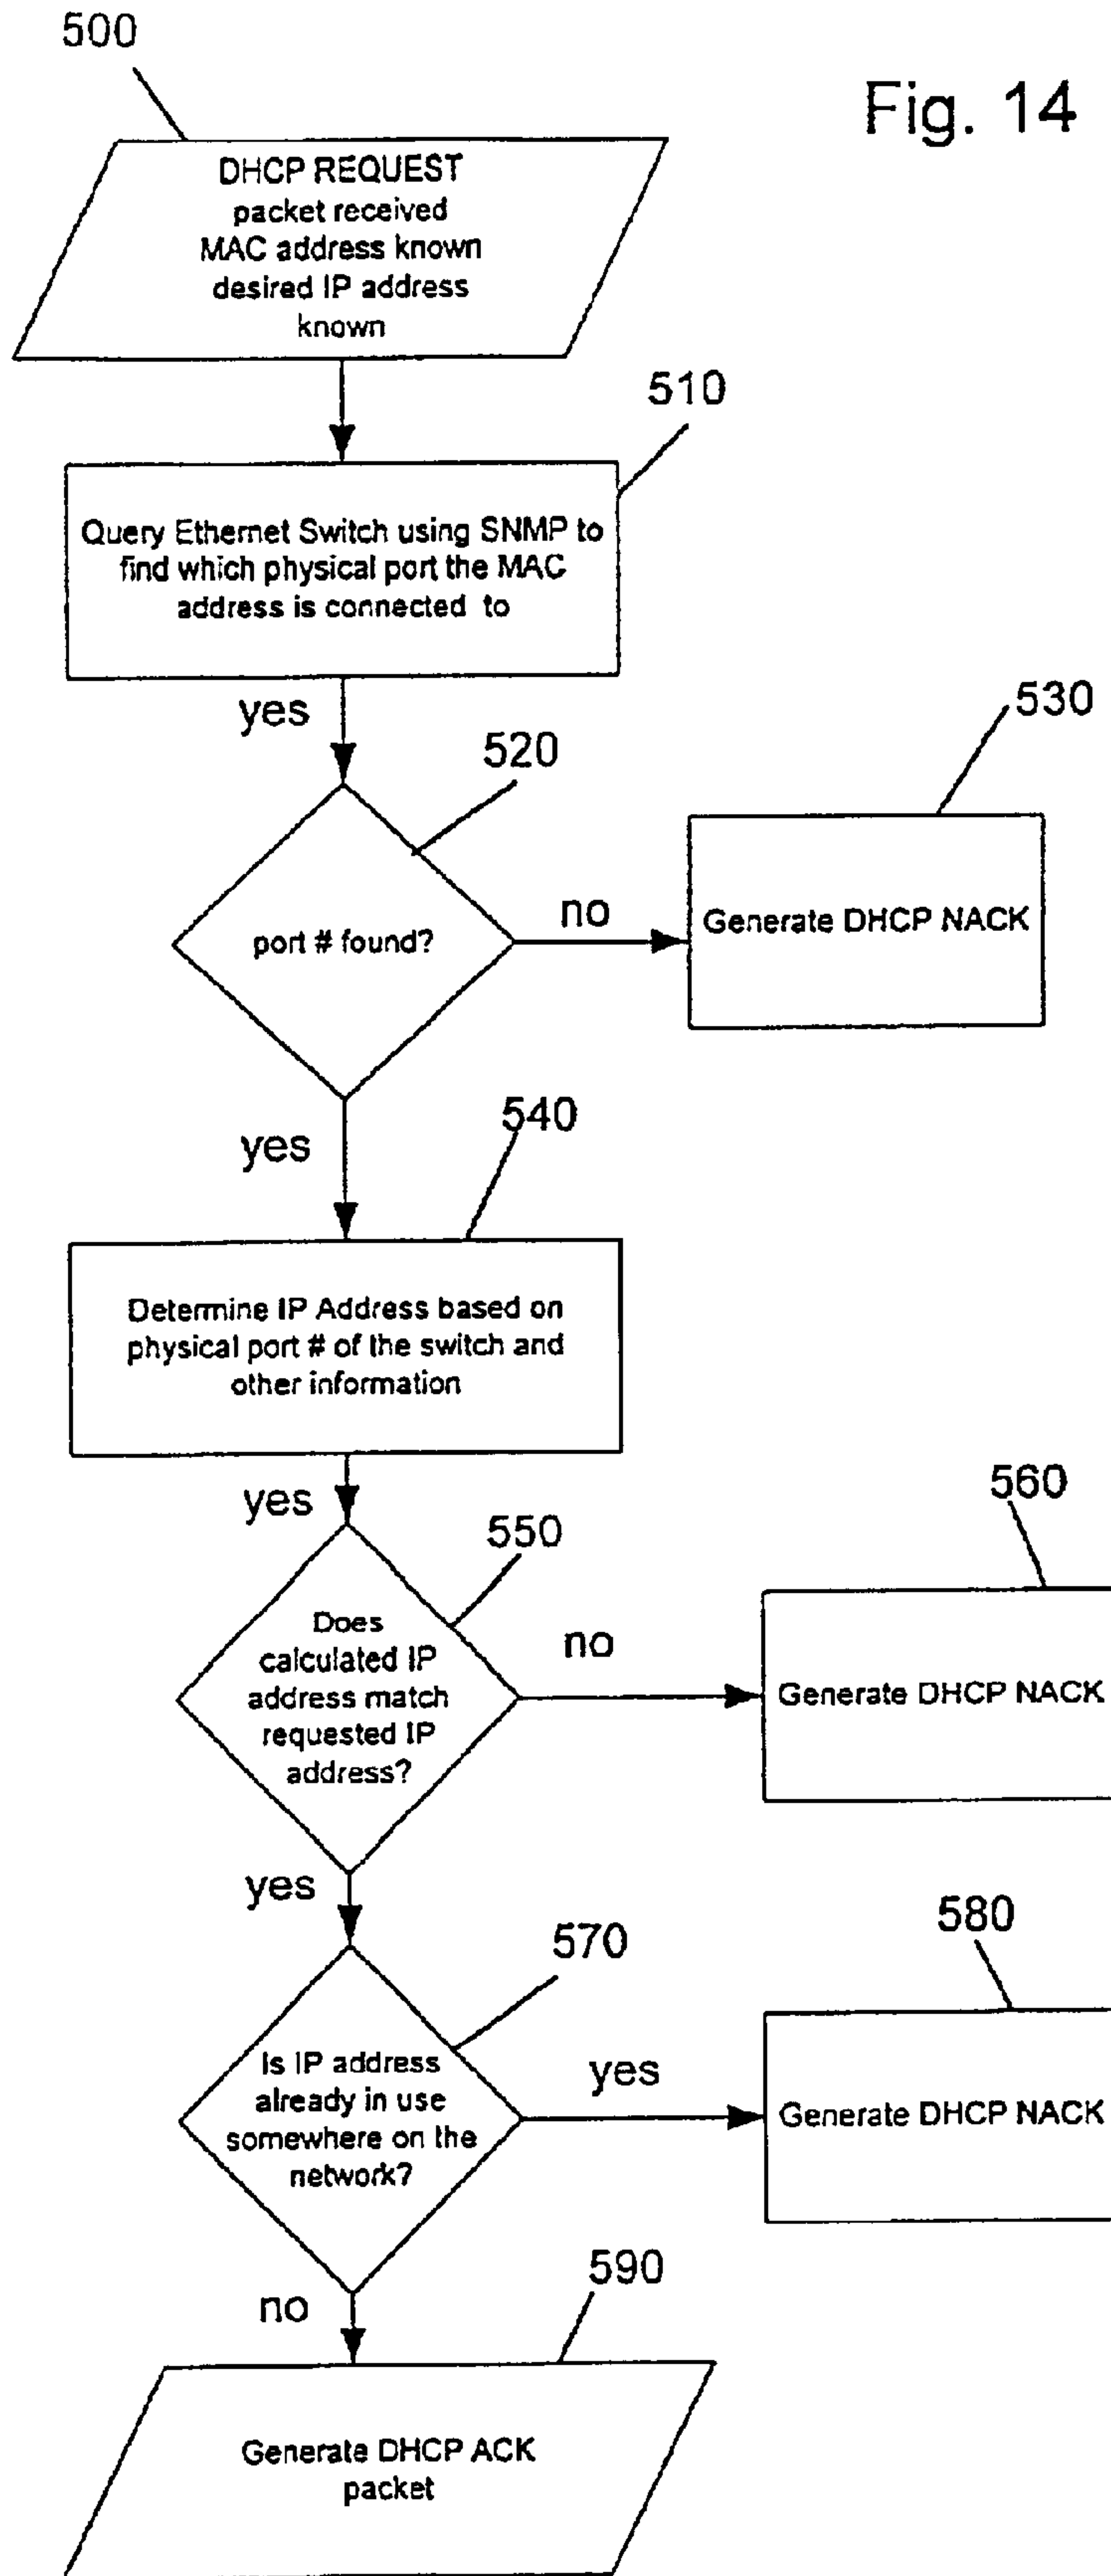 500
Fig. 14
DHCP REQUEST
packet received
MAC address known
desired IP address
known
510
Query Ethernet Switch using SNMP to
find which physical port the MAC
address is connected to
yes
520
530
port # found?
no
Generate DHCP NACK
yes
540
Determine IP Address based on
physical port # of the switch and
other information
yes
550
560
Does
calculated IP
address match
requested IP
address?
no
Generate DHCP NACK
yes
570
580
Is IP address
already in use
somewhere on the
network?
yes
Generate DHCP NACK
no
590
Generate DHCP ACK
packet